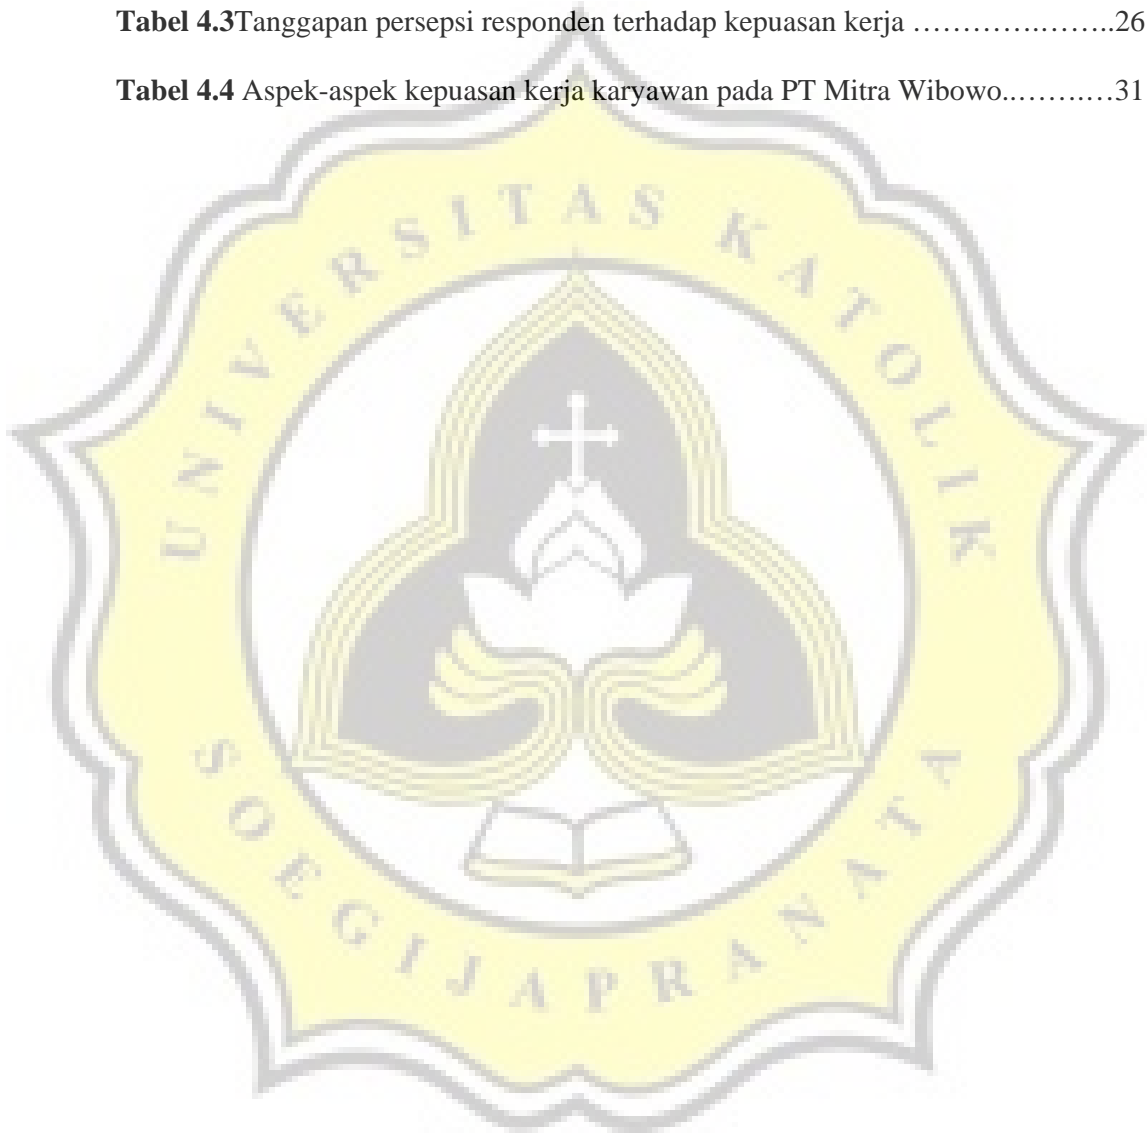 Tabel 4.3Tanggapan persepsi responden terhadap kepuasan kerja ………….……..26
Tabel 4.4 Aspek-aspek kepuasan kerja karyawan pada PT Mitra Wibowo..…….…31
UNIVERSITAS KATOLIK
SOEGIJAPRANATA